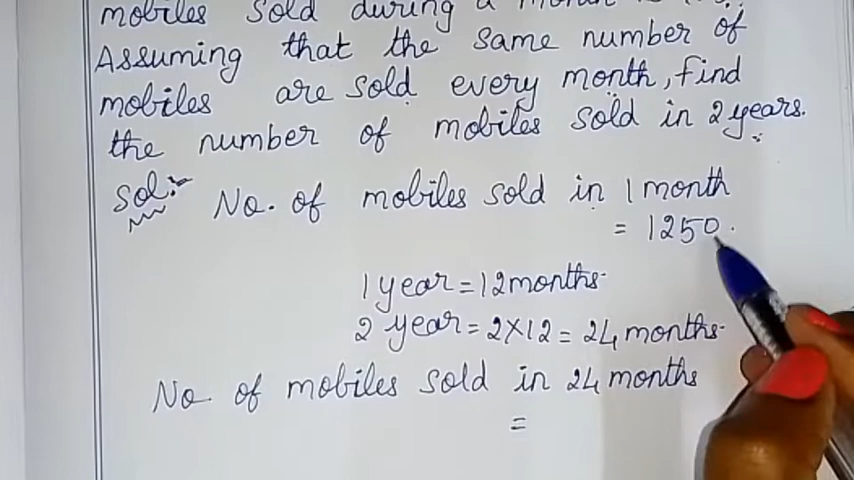 mobiles sold during a month is
Assuming that the same number of
mobiles are sold every month, find
the number of mobiles sold in 2 years.
Sol:- No. of mobiles sold in 1 month
= 1250.
1 year = 12 months.
2 year = 2×12 = 24 months.
No. of mobiles sold in 24 months
=